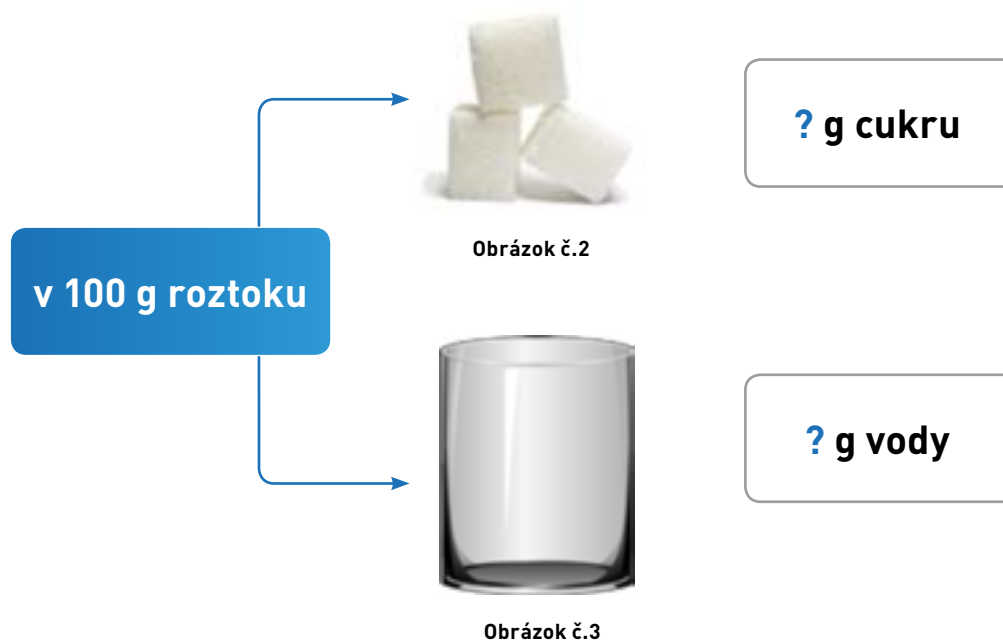 v 100 g roztoku
Obrázok č.2
? g cukru
Obrázok č.3
? g vody